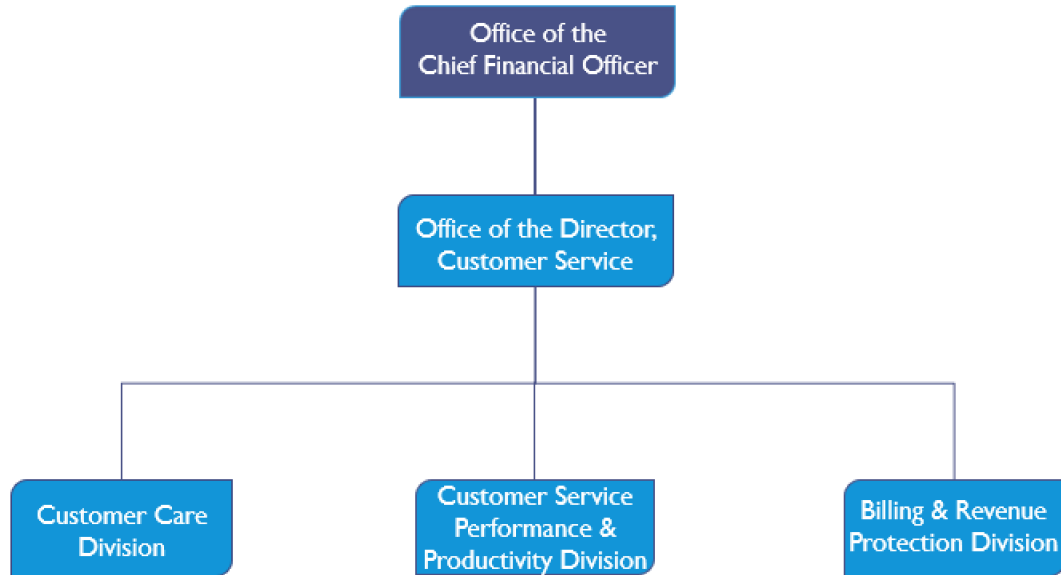 Office of the
Chief Financial Officer
Office of the Director,
Customer Service
Customer Care
Division
Customer Service
Performance &
Productivity Division
Billing & Revenue
Protection Division